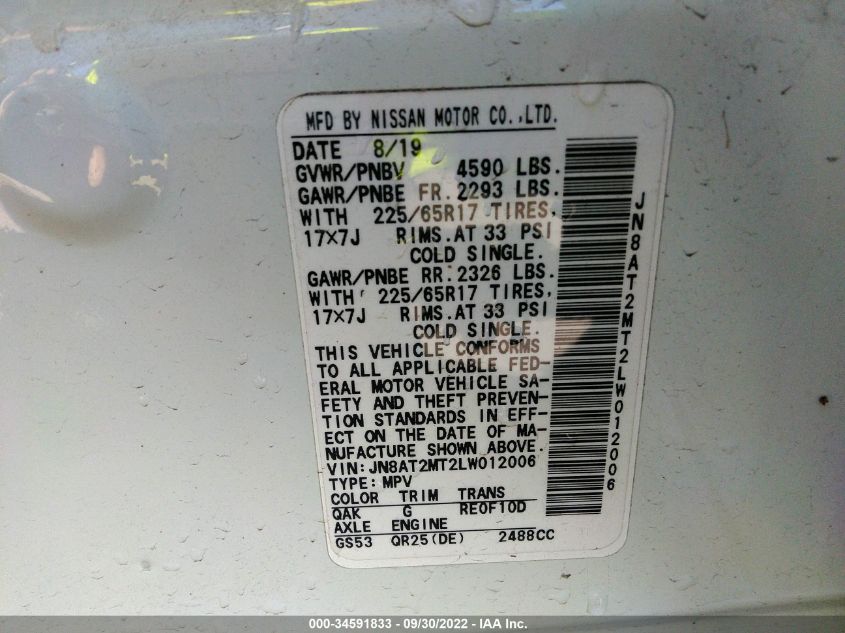 MFD BY NISSAN MOTOR CO.,LTD.
DATE 8/19
GVWR/PNBV 4590 LBS.
GAWR/PNBE FR. 2293 LBS.
WITH 225/65R17 TIRES,
17×7J RIMS.AT 33 PSI
COLD SINGLE.
GAWR/PNBE RR. 2326 LBS.
WITH 225/65R17 TIRES,
17×7J RIMS.AT 33 PSI
COLD SINGLE.
THIS VEHICLE CONFORMS
TO ALL APPLICABLE FED-
ERAL MOTOR VEHICLE SA-
FETY AND THEFT PREVEN-
TION STANDARDS IN EFF-
ECT ON THE DATE OF MA-
NUFACTURE SHOWN ABOVE.
VIN:JN8AT2MT2LW012006
TYPE:MPV
COLOR TRIM TRANS
QAK G RE0F10D
AXLE ENGINE
GS53 QR25(DE) 2488CC
JN8AT2MT2LW012006
000-34591833 - 09/30/2022 - IAA Inc.